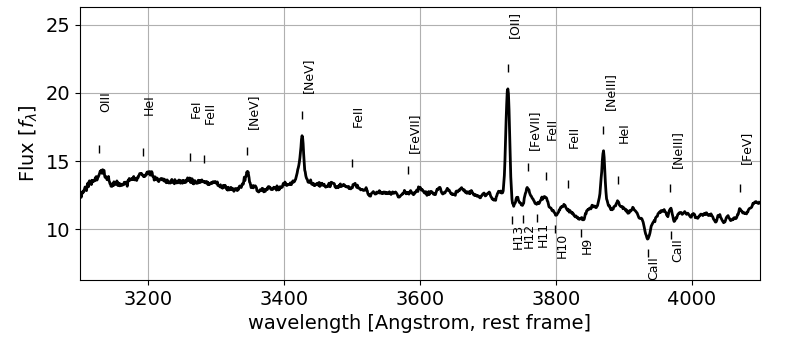 [OII]
25
[NeV]
20
OIII
HeI
FeI
FeII
[NeV]
FeII
[FeVII]
[FeVII]
FeII
FeII
[NeIII]
HeI
[NeIII]
[FeV]
15
10
H13
H12
H11
H10
H9
CaII
CaII
Flux [fλ]
3200
3400
3600
3800
4000
wavelength [Angstrom, rest frame]